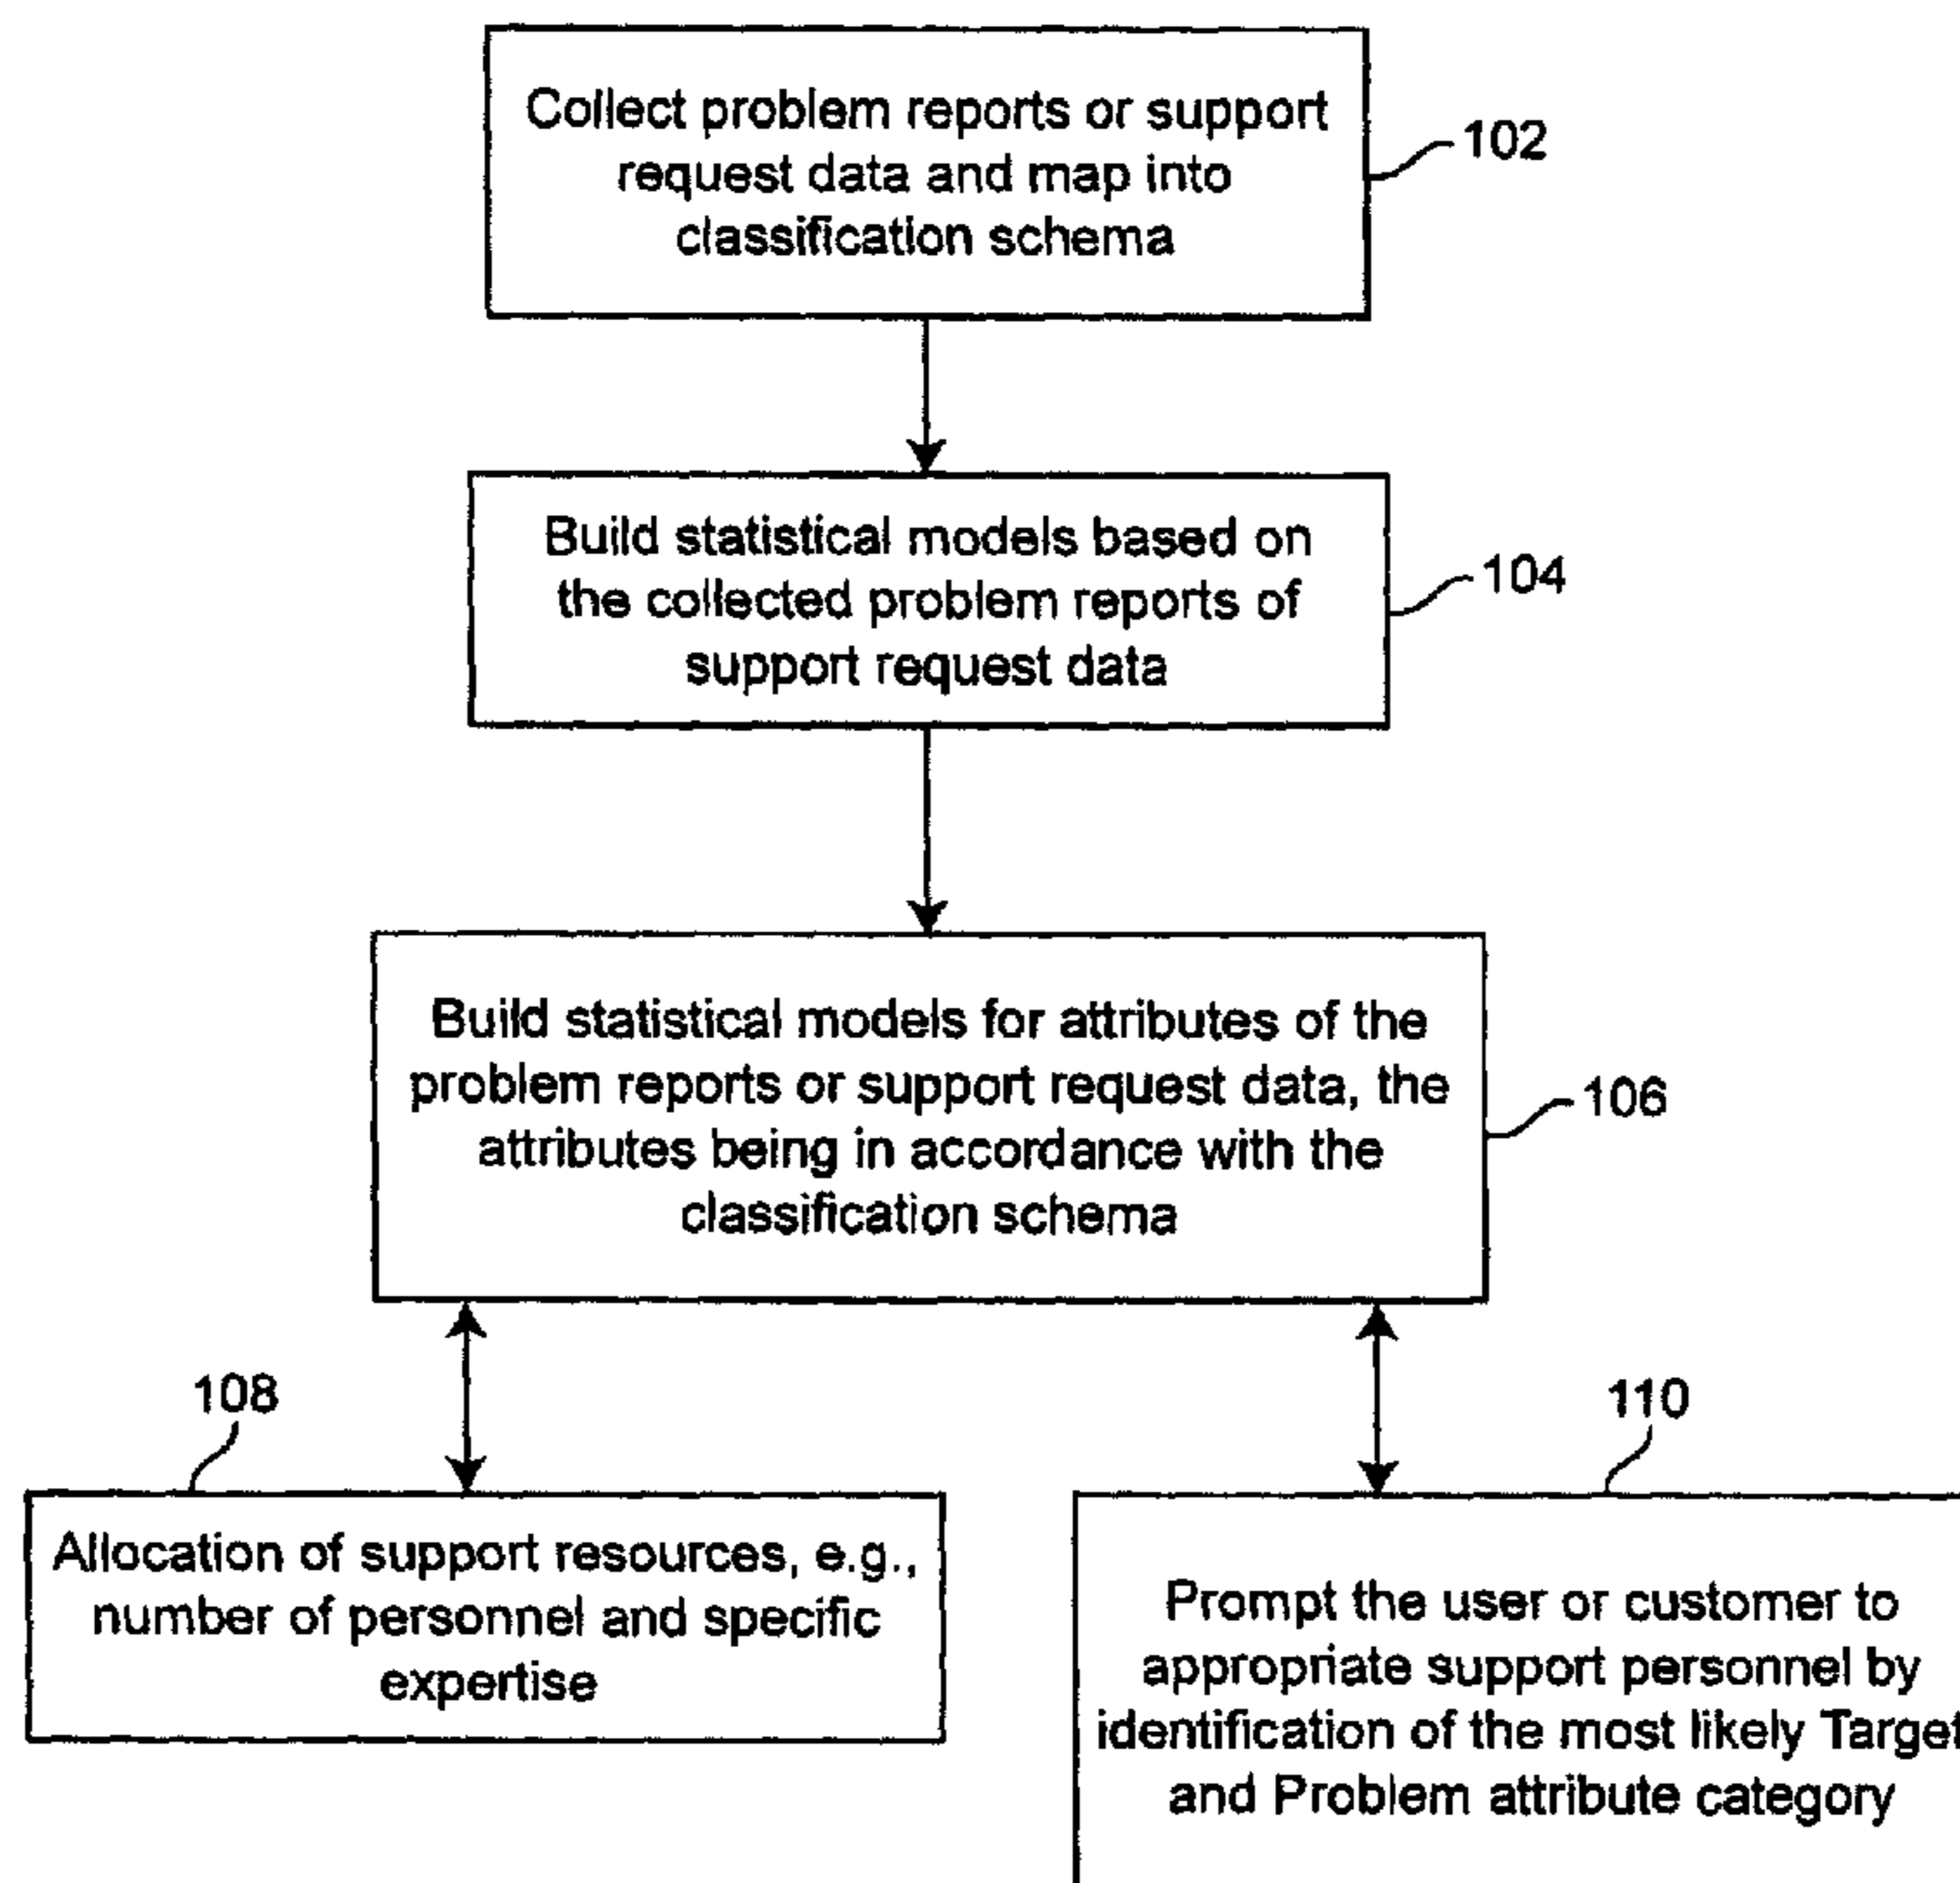 Collect problem reports or support
request data and map into
classification schema
102
Build statistical models based on
the collected problem reports of
support request data
104
Build statistical models for attributes of the
problem reports or support request data, the
attributes being in accordance with the
classification schema
106
108
110
Allocation of support resources, e.g.,
number of personnel and specific
expertise
Prompt the user or customer to
appropriate support personnel by
identification of the most likely Target
and Problem attribute category